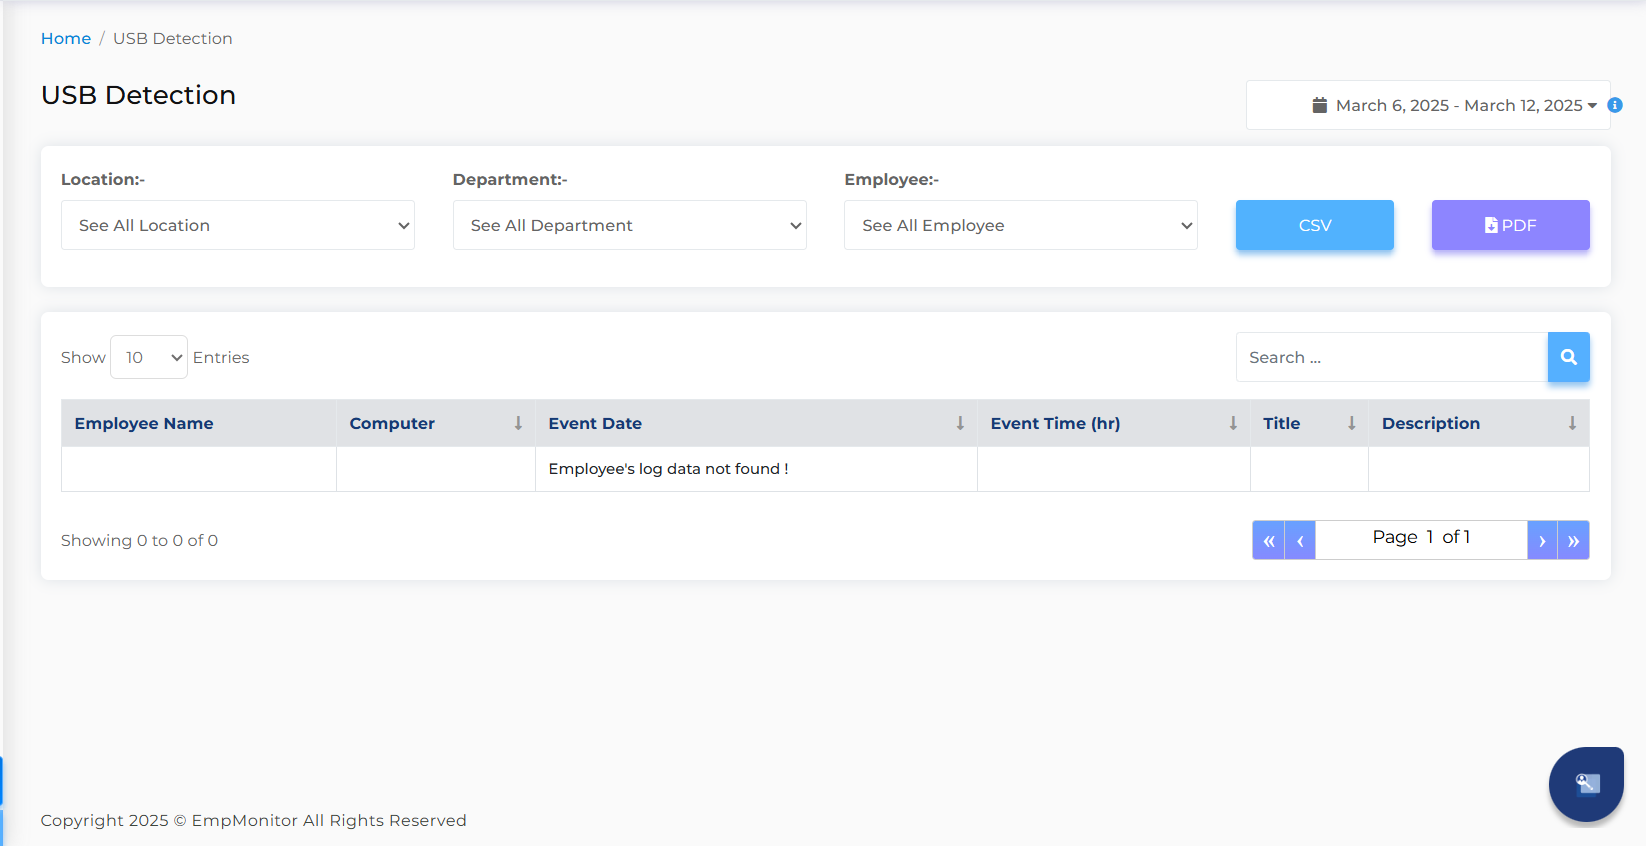 Home / USB Detection
USB Detection
March 6, 2025 - March 12, 2025
Location:- Department:- Employee:-
See All Location See All Department See All Employee CSV PDF
Show 10 Entries Search ...
Employee Name Computer Event Date Event Time (hr) Title Description
Employee's log data not found !
Showing 0 to 0 of 0 « ‹ Page 1 of 1 › »
Copyright 2025 © EmpMonitor All Rights Reserved